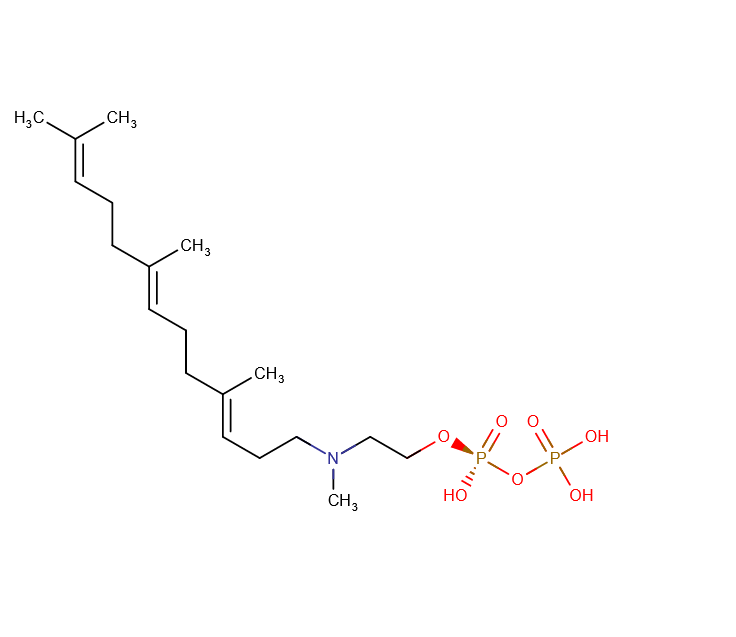 H₃C CH₃
CH₃
CH₃
O O O OH
N P P
HO O OH
CH₃